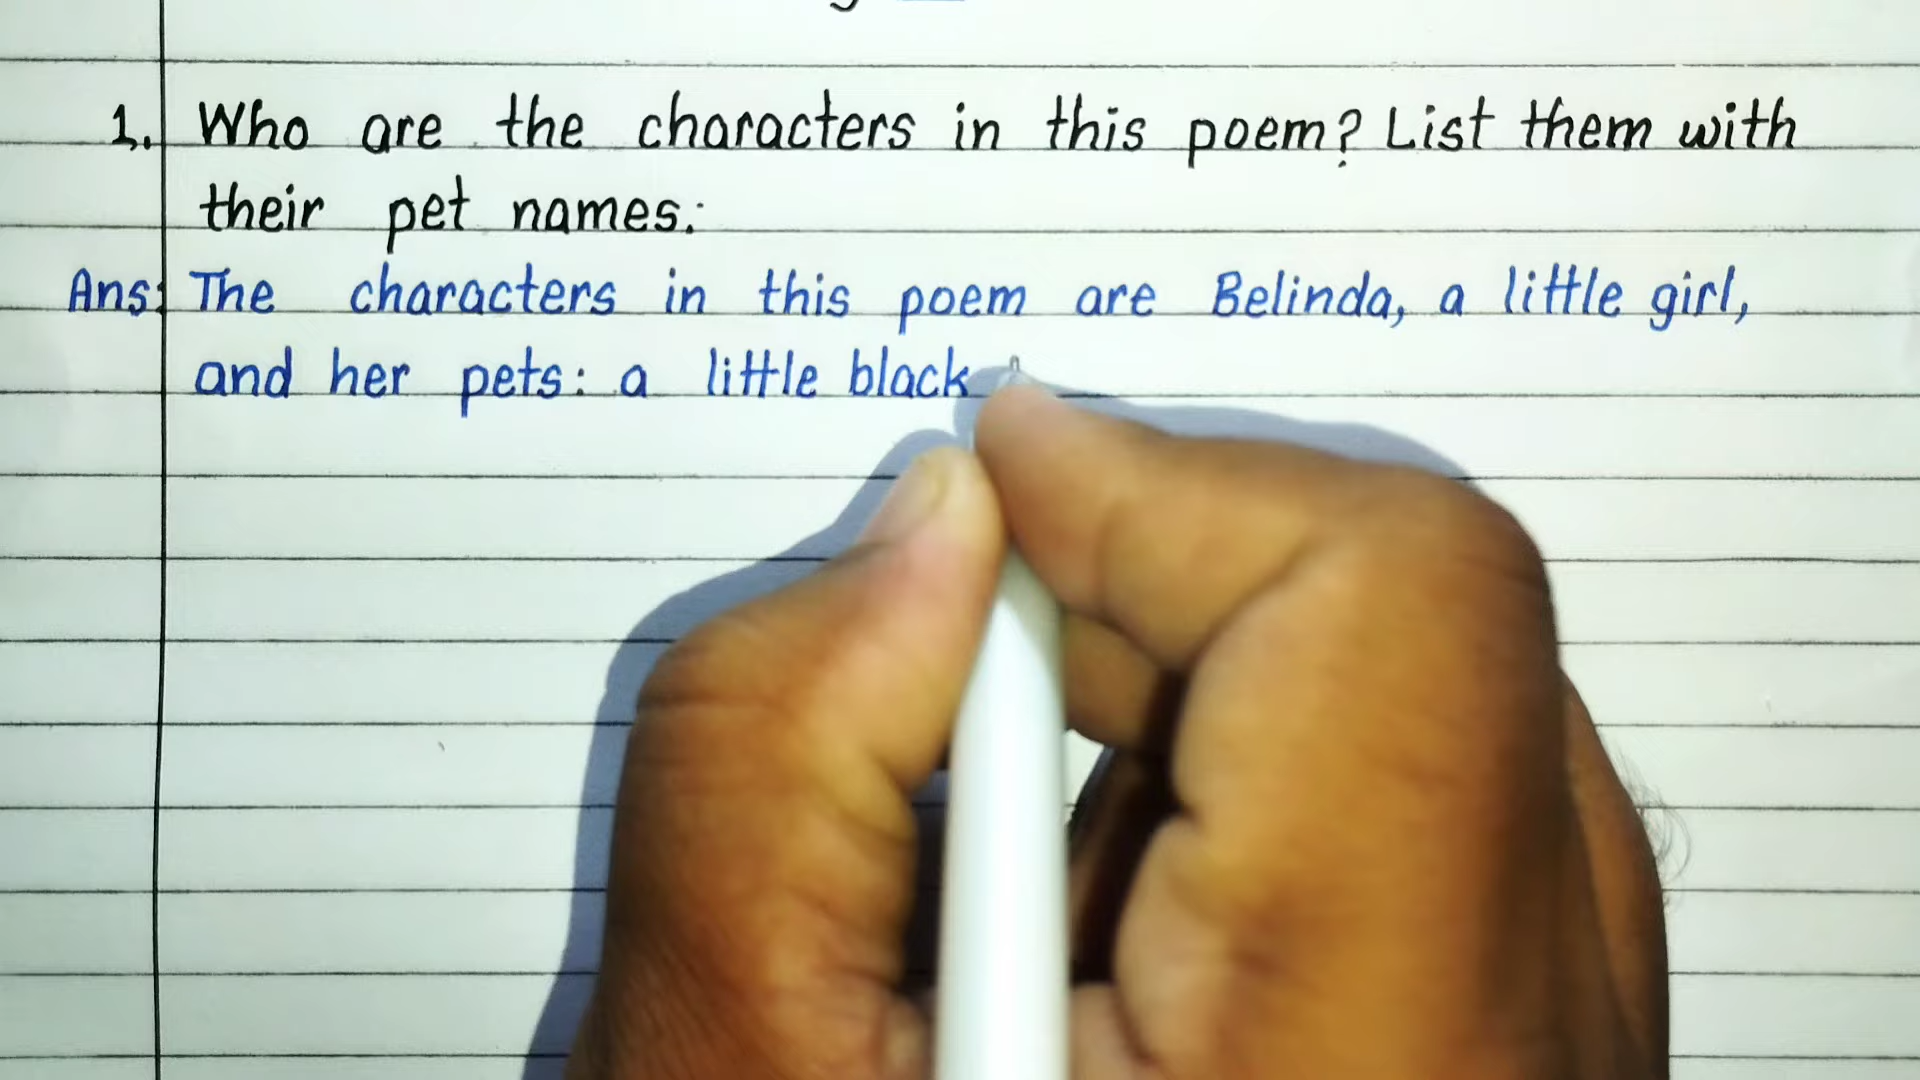 1. Who are the characters in this poem? List them with
their pet names:
Ans: The characters in this poem are Belinda, a little girl,
and her pets: a little black